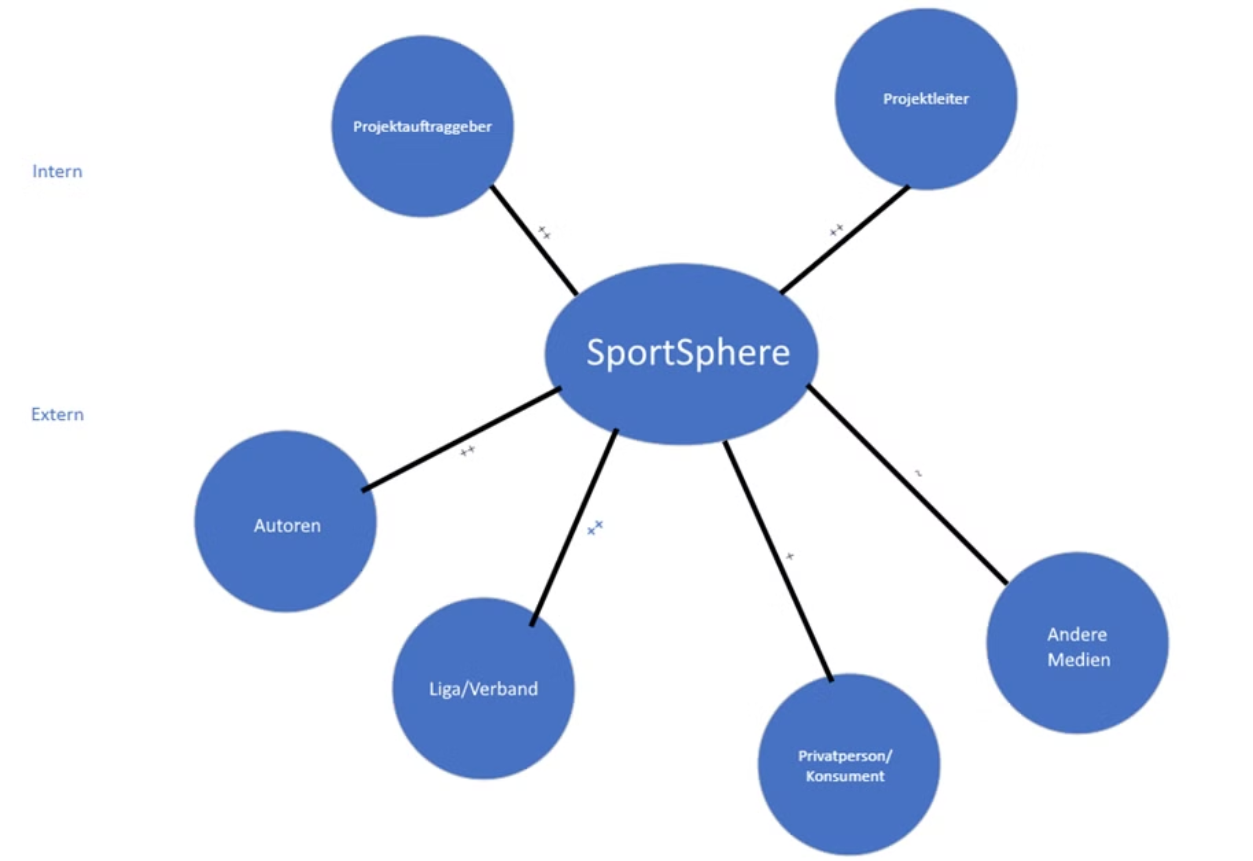 Projektleiter
Projektauftraggeber
Intern
++
++
SportSphere
Extern
++
~
Autoren
++
+
Andere
Medien
Liga/Verband
Privatperson/
Konsument